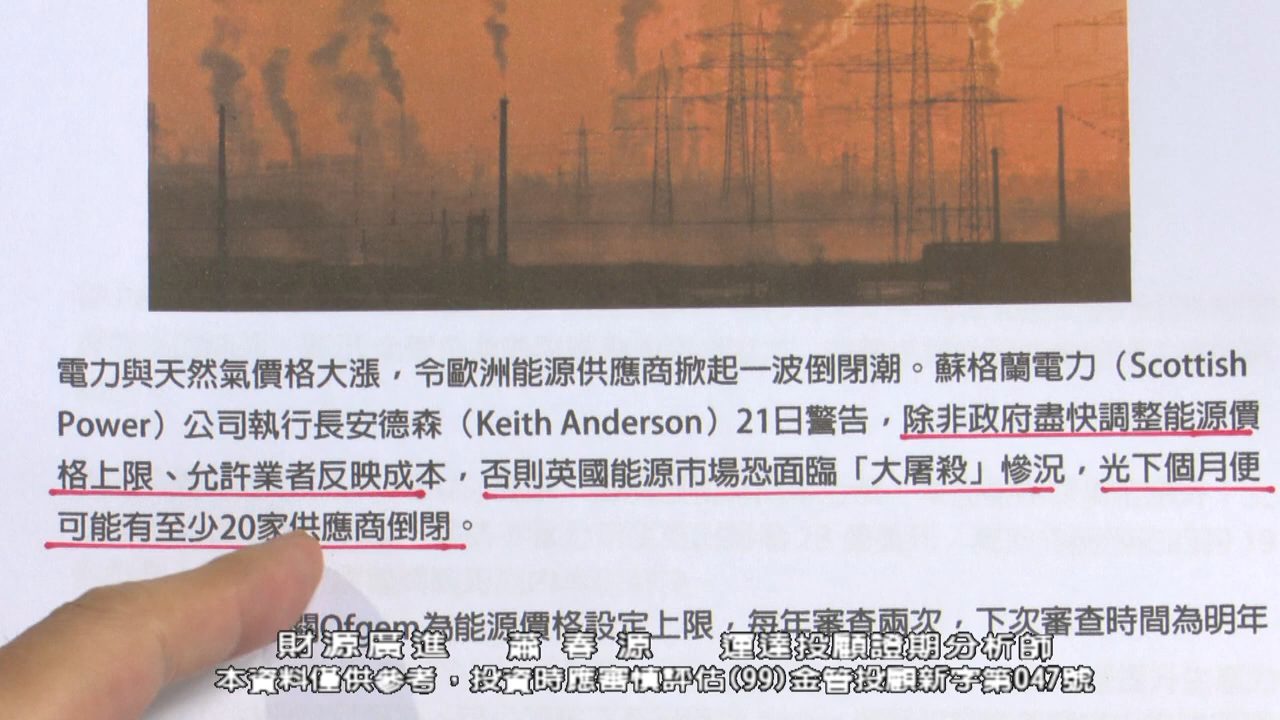 電力與天然氣價格大漲，令歐洲能源供應商掀起一波倒閉潮。蘇格蘭電力（Scottish
Power）公司執行長安德森（Keith Anderson）21日警告，除非政府盡快調整能源價
格上限、允許業者反映成本，否則英國能源市場恐面臨「大屠殺」慘況，光下個月便
可能有至少20家供應商倒閉。
關Ofgem為能源價格設定上限，每年審查兩次，下次審查時間為明年
財源廣進 蕭春源 運達投顧證期分析師
本資料僅供參考，投資時應審慎評估(99)金管投顧新字第047號